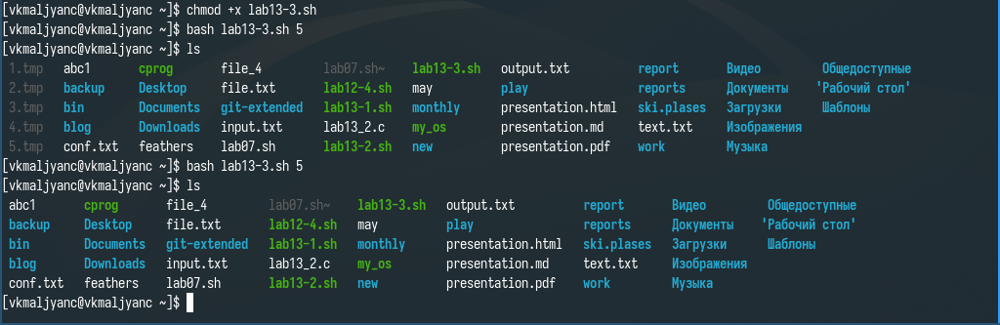 [vkmaljyanc@vkmaljyanc ~]$ chmod +x lab13-3.sh
[vkmaljyanc@vkmaljyanc ~]$ bash lab13-3.sh 5
[vkmaljyanc@vkmaljyanc ~]$ ls
1.tmp abc1 cprog file_4 lab07.sh~ lab13-3.sh output.txt report Видео Общедоступные
2.tmp backup Desktop file.txt lab12-4.sh may play reports Документы 'Рабочий стол'
3.tmp bin Documents git-extended lab13-1.sh monthly presentation.html ski.plases Загрузки Шаблоны
4.tmp blog Downloads input.txt lab13_2.c my_os presentation.md text.txt Изображения
5.tmp conf.txt feathers lab07.sh lab13-2.sh new presentation.pdf work Музыка
[vkmaljyanc@vkmaljyanc ~]$ bash lab13-3.sh 5
[vkmaljyanc@vkmaljyanc ~]$ ls
abc1 cprog file_4 lab07.sh~ lab13-3.sh output.txt report Видео Общедоступные
backup Desktop file.txt lab12-4.sh may play reports Документы 'Рабочий стол'
bin Documents git-extended lab13-1.sh monthly presentation.html ski.plases Загрузки Шаблоны
blog Downloads input.txt lab13_2.c my_os presentation.md text.txt Изображения
conf.txt feathers lab07.sh lab13-2.sh new presentation.pdf work Музыка
[vkmaljyanc@vkmaljyanc ~]$